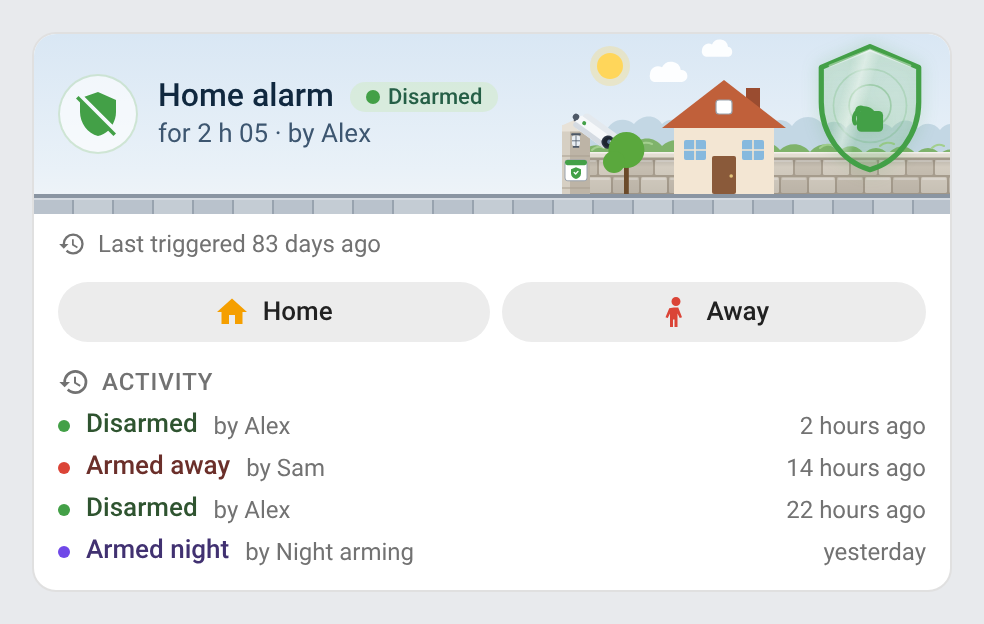 Home alarm Disarmed
for 2 h 05 · by Alex
Last triggered 83 days ago
Home Away
ACTIVITY
Disarmed by Alex 2 hours ago
Armed away by Sam 14 hours ago
Disarmed by Alex 22 hours ago
Armed night by Night arming yesterday